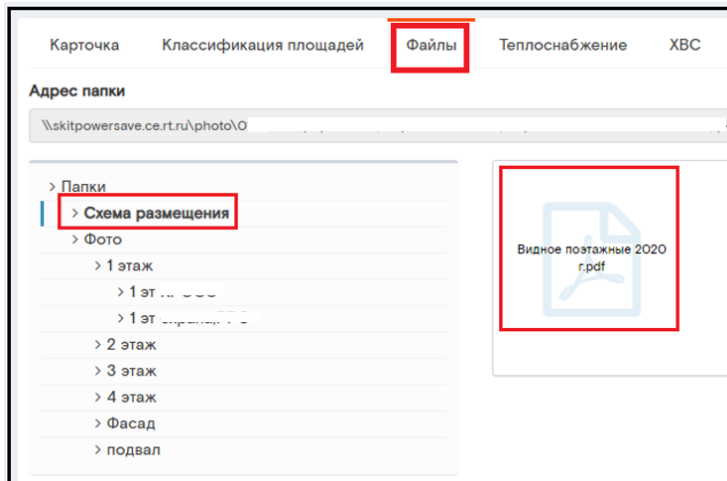 Карточка Классификация площадей Файлы Теплоснабжение ХВС
Адрес папки
\\skitpowersave.ce.rt.ru\photo\O
Папки
Схема размещения
Фото
1 этаж
1 эт
1 эт
2 этаж
3 этаж
4 этаж
Фасад
подвал
Видное поэтажные 2020
г.pdf